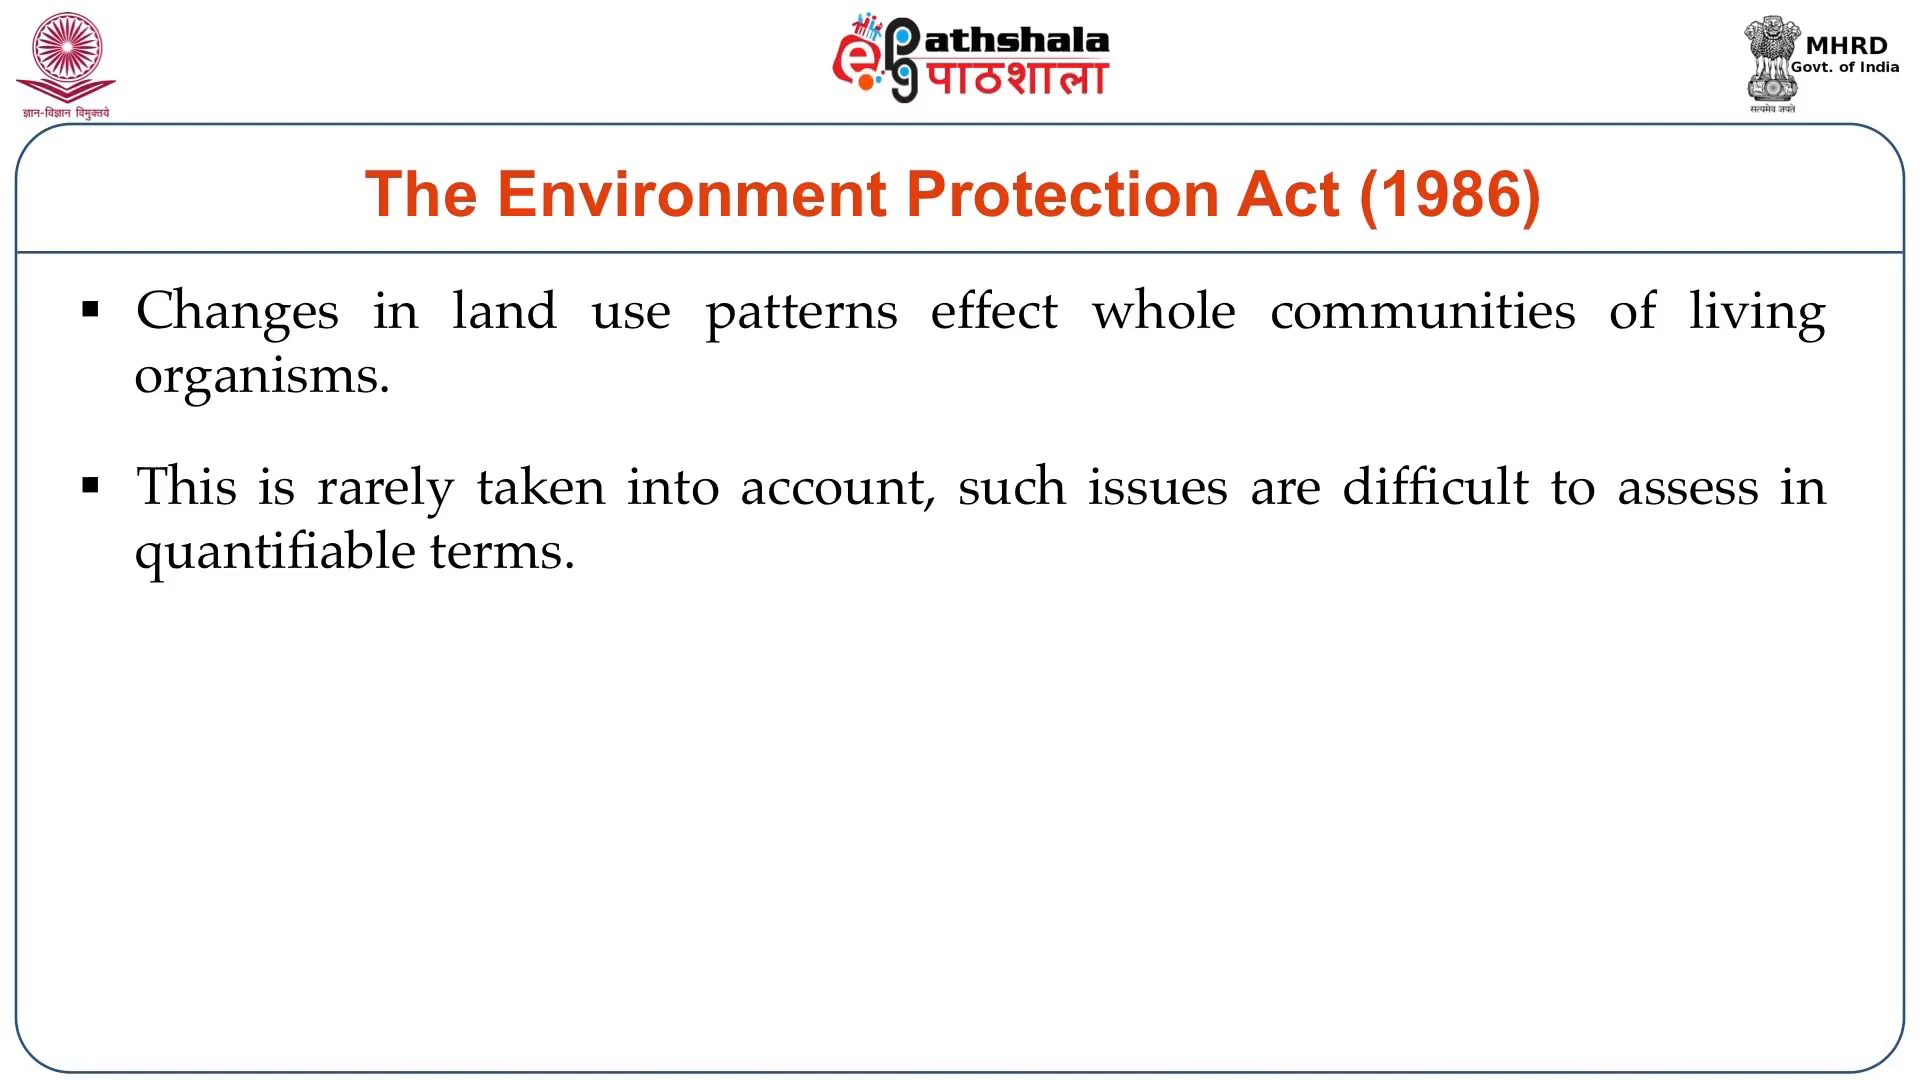 ज्ञान-विज्ञान विमुक्तये
ePathshala
पाठशाला
MHRD
Govt. of India
सत्यमेव जयते
The Environment Protection Act (1986)
▪ Changes in land use patterns effect whole communities of living
organisms.
▪ This is rarely taken into account, such issues are difficult to assess in
quantifiable terms.